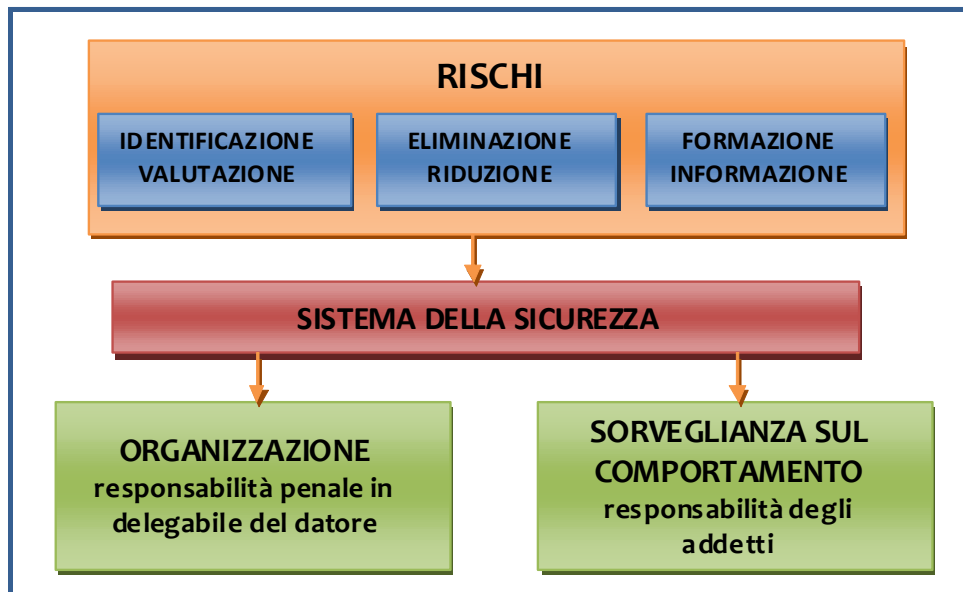 RISCHI
IDENTIFICAZIONE
VALUTAZIONE
ELIMINAZIONE
RIDUZIONE
FORMAZIONE
INFORMAZIONE
SISTEMA DELLA SICUREZZA
ORGANIZZAZIONE
responsabilità penale in
delegabile del datore
SORVEGLIANZA SUL
COMPORTAMENTO
responsabilità degli
addetti